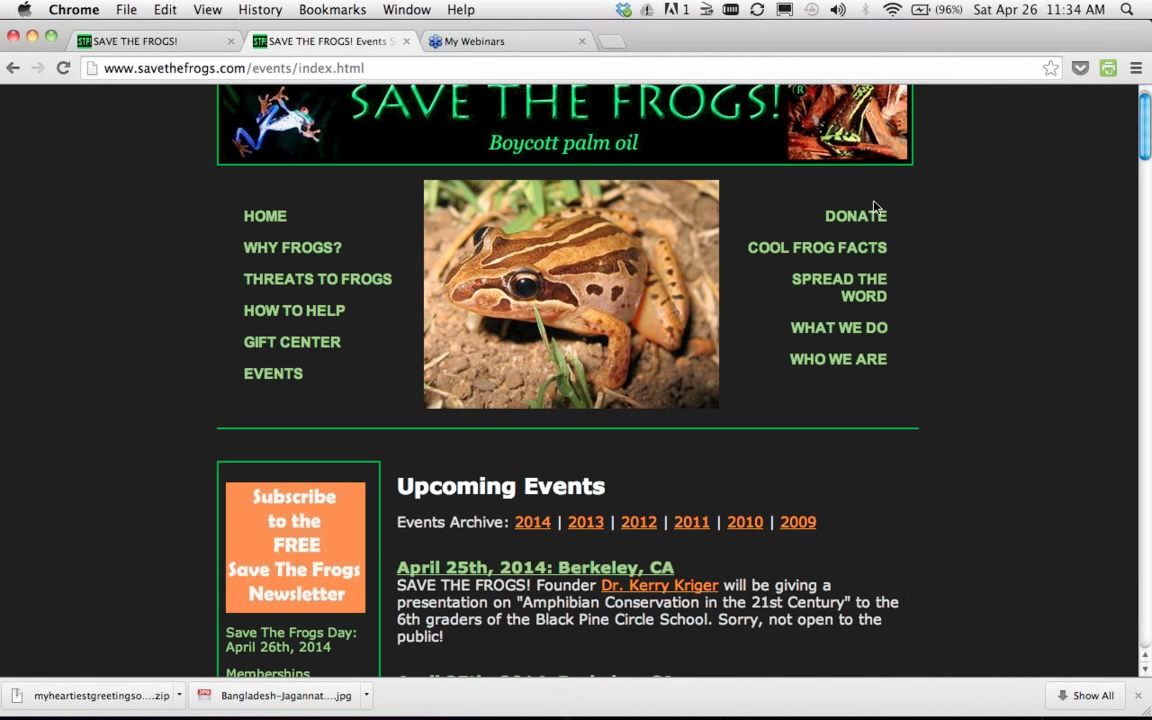 Chrome File Edit View History Bookmarks Window Help 1 (96%) Sat Apr 26 11:34 AM
SAVE THE FROGS! SAVE THE FROGS! Events S My Webinars
www.savethefrogs.com/events/index.html
SAVE THE FROGS! ®
Boycott palm oil
HOME
WHY FROGS?
THREATS TO FROGS
HOW TO HELP
GIFT CENTER
EVENTS
DONATE
COOL FROG FACTS
SPREAD THE
WORD
WHAT WE DO
WHO WE ARE
Subscribe
to the
FREE
Save The Frogs
Newsletter
Save The Frogs Day:
April 26th, 2014
Memberships
Upcoming Events
Events Archive: 2014 | 2013 | 2012 | 2011 | 2010 | 2009
April 25th, 2014: Berkeley, CA
SAVE THE FROGS! Founder Dr. Kerry Kriger will be giving a
presentation on "Amphibian Conservation in the 21st Century" to the
6th graders of the Black Pine Circle School. Sorry, not open to the
public!
myheartiestgreetingso....zip Bangladesh-Jagannat....jpg Show All